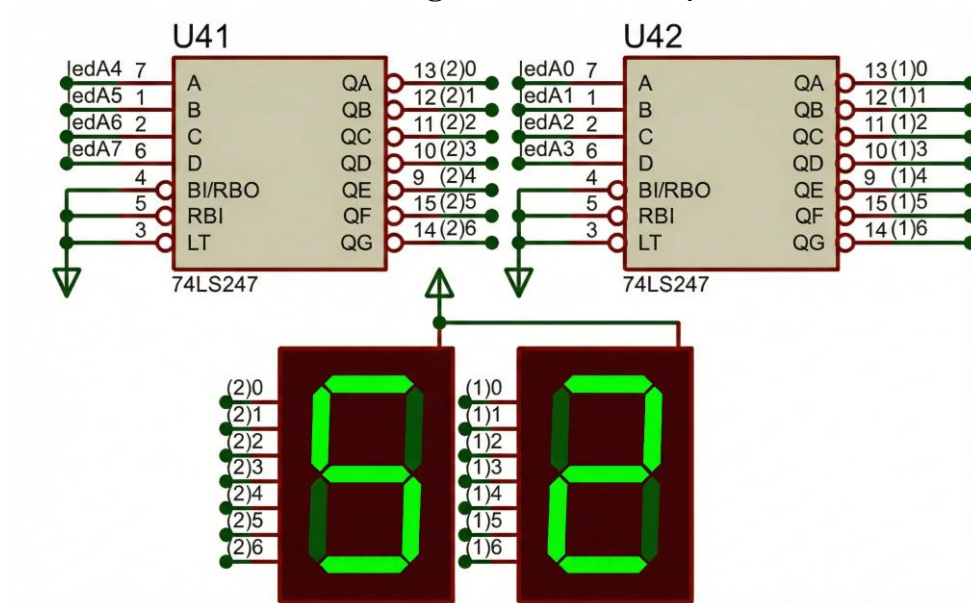 U41 U42
ledA4 7 A QA 13 (2)0 ledA0 7 A QA 13 (1)0
ledA5 1 B QB 12 (2)1 ledA1 1 B QB 12 (1)1
ledA6 2 C QC 11 (2)2 ledA2 2 C QC 11 (1)2
ledA7 6 D QD 10 (2)3 ledA3 6 D QD 10 (1)3
4 BI/RBO QE 9 (2)4 4 BI/RBO QE 9 (1)4
5 RBI QF 15 (2)5 5 RBI QF 15 (1)5
3 LT QG 14 (2)6 3 LT QG 14 (1)6
74LS247 74LS247
(2)0 (1)0
(2)1 (1)1
(2)2 (1)2
(2)3 (1)3
(2)4 (1)4
(2)5 (1)5
(2)6 (1)6
52